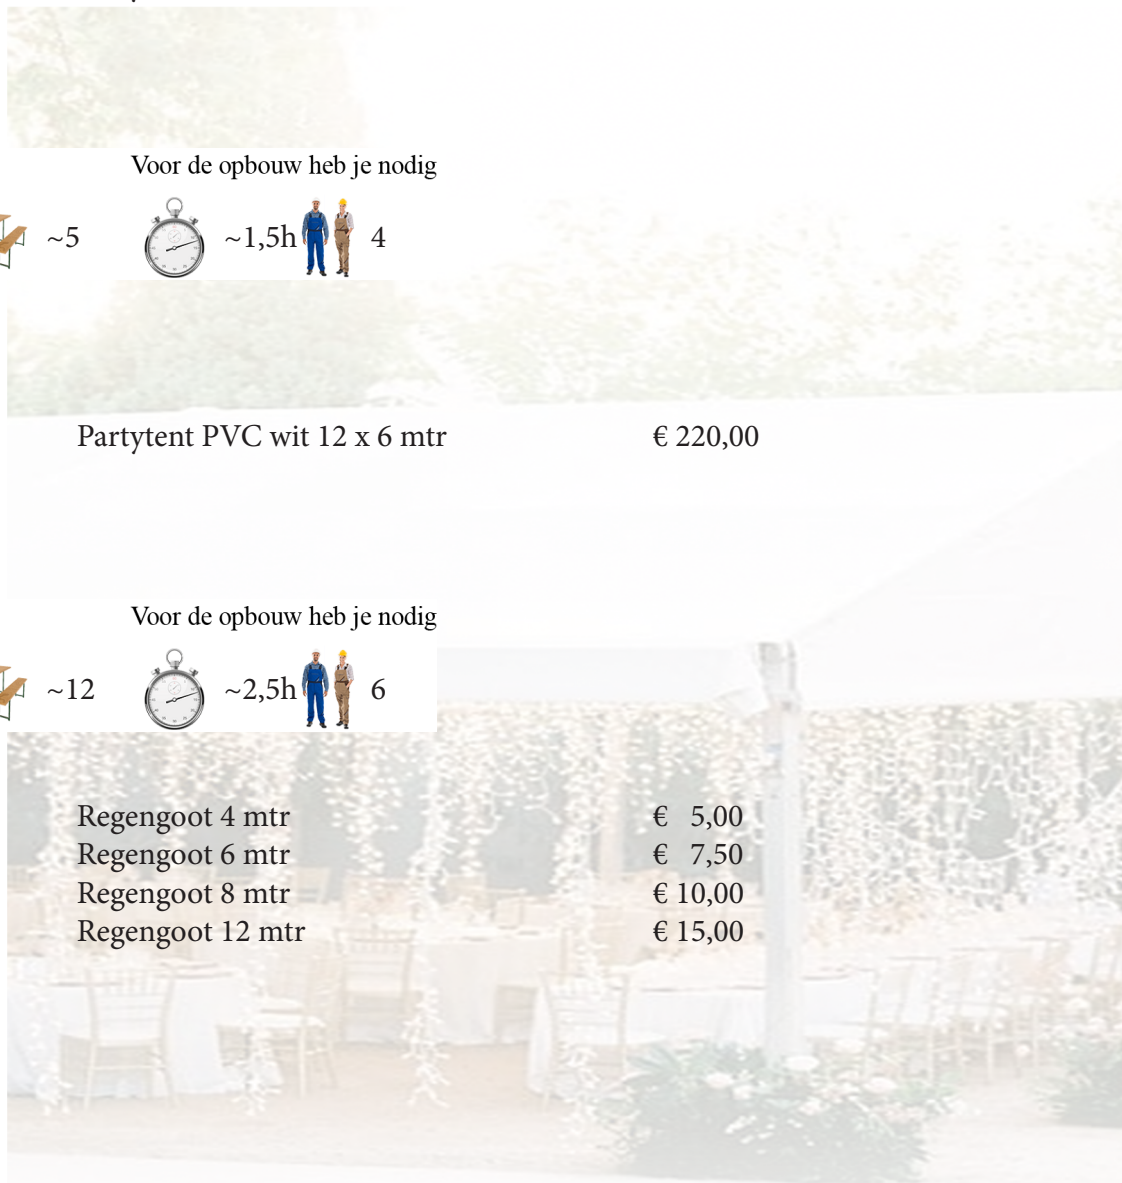 Voor de opbouw heb je nodig
~5 ~1,5h 4
Partytent PVC wit 12 x 6 mtr € 220,00
Voor de opbouw heb je nodig
~12 ~2,5h 6
Regengoot 4 mtr € 5,00
Regengoot 6 mtr € 7,50
Regengoot 8 mtr € 10,00
Regengoot 12 mtr € 15,00